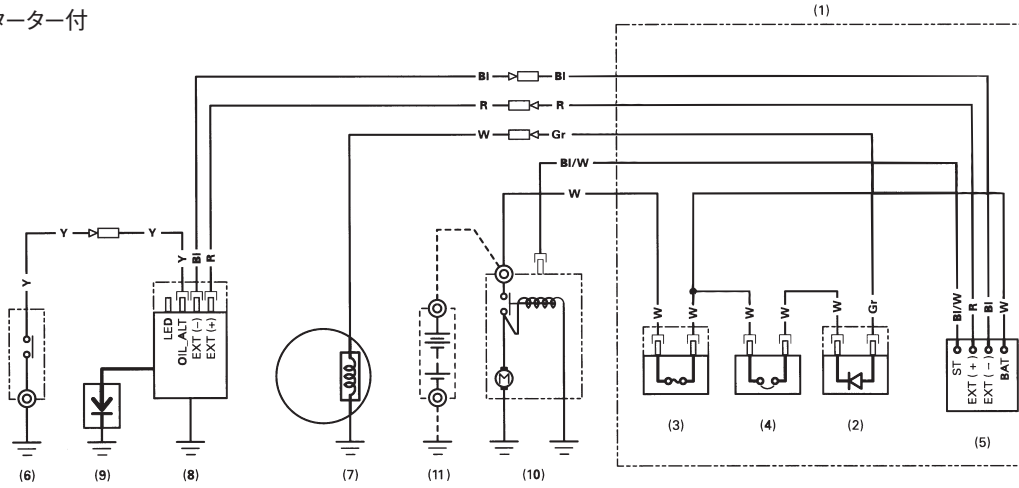 ターター付
(1)
Bl Bl
R R
W Gr
Bl/W
W
Y Y
Y
Y
Bl
R
LED
OIL_ALT
EXT (−)
EXT (+)
M
W
W
W
W
Gr
Bl/W
R
Bl
W
ST
EXT (+)
EXT (−)
BAT
(3)
(4)
(2)
(5)
(6)
(9)
(8)
(7)
(11)
(10)